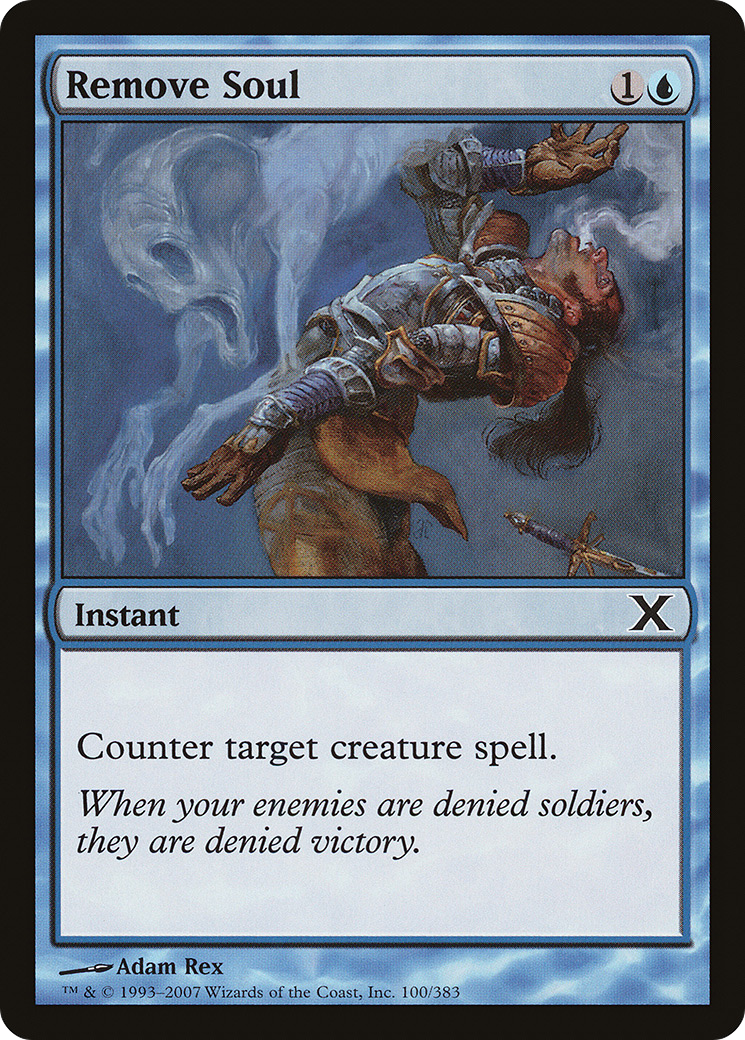 Remove Soul 1
Instant X
Counter target creature spell.
When your enemies are denied soldiers,
they are denied victory.
Adam Rex
™ & © 1993–2007 Wizards of the Coast, Inc. 100/383